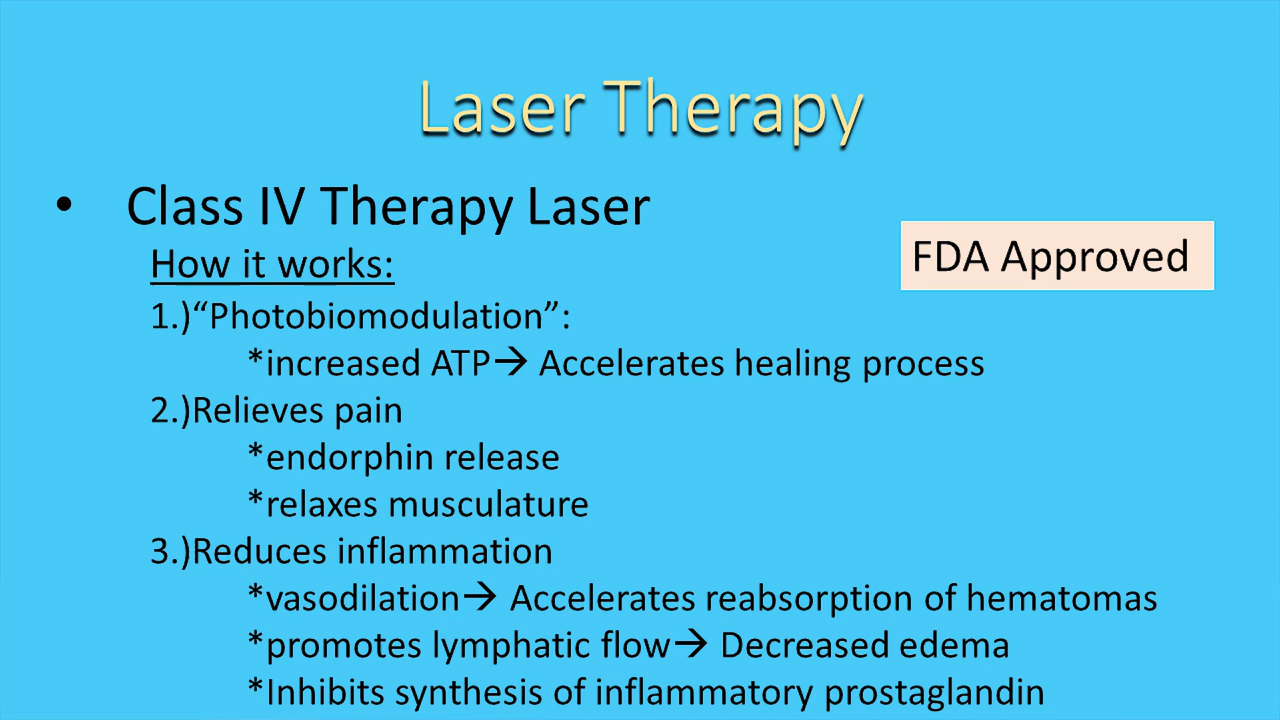 Laser Therapy
• Class IV Therapy Laser
FDA Approved
How it works:
1.)“Photobiomodulation”:
*increased ATP→ Accelerates healing process
2.)Relieves pain
*endorphin release
*relaxes musculature
3.)Reduces inflammation
*vasodilation→ Accelerates reabsorption of hematomas
*promotes lymphatic flow→ Decreased edema
*Inhibits synthesis of inflammatory prostaglandin